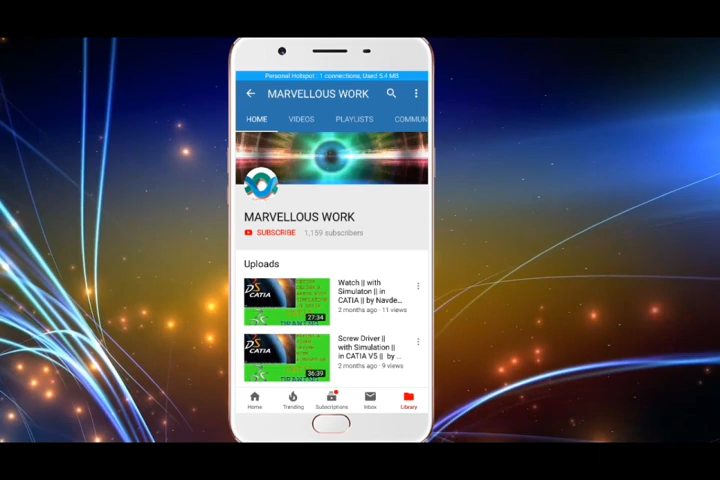 Personal Hotspot : 1 connections, Used 5.4 MB
MARVELLOUS WORK
HOME VIDEOS PLAYLISTS COMMUN
MARVELLOUS WORK
SUBSCRIBE 1,159 subscribers
Uploads
Watch || with
Simulaton || in
CATIA || by Navde...
2 months ago · 11 views
DS
CATIA
27:34
Screw Driver ||
with Simulation ||
in CATIA V5 || by ...
2 months ago · 9 views
DS
CATIA
36:39
Home Trending Subscriptions Inbox Library